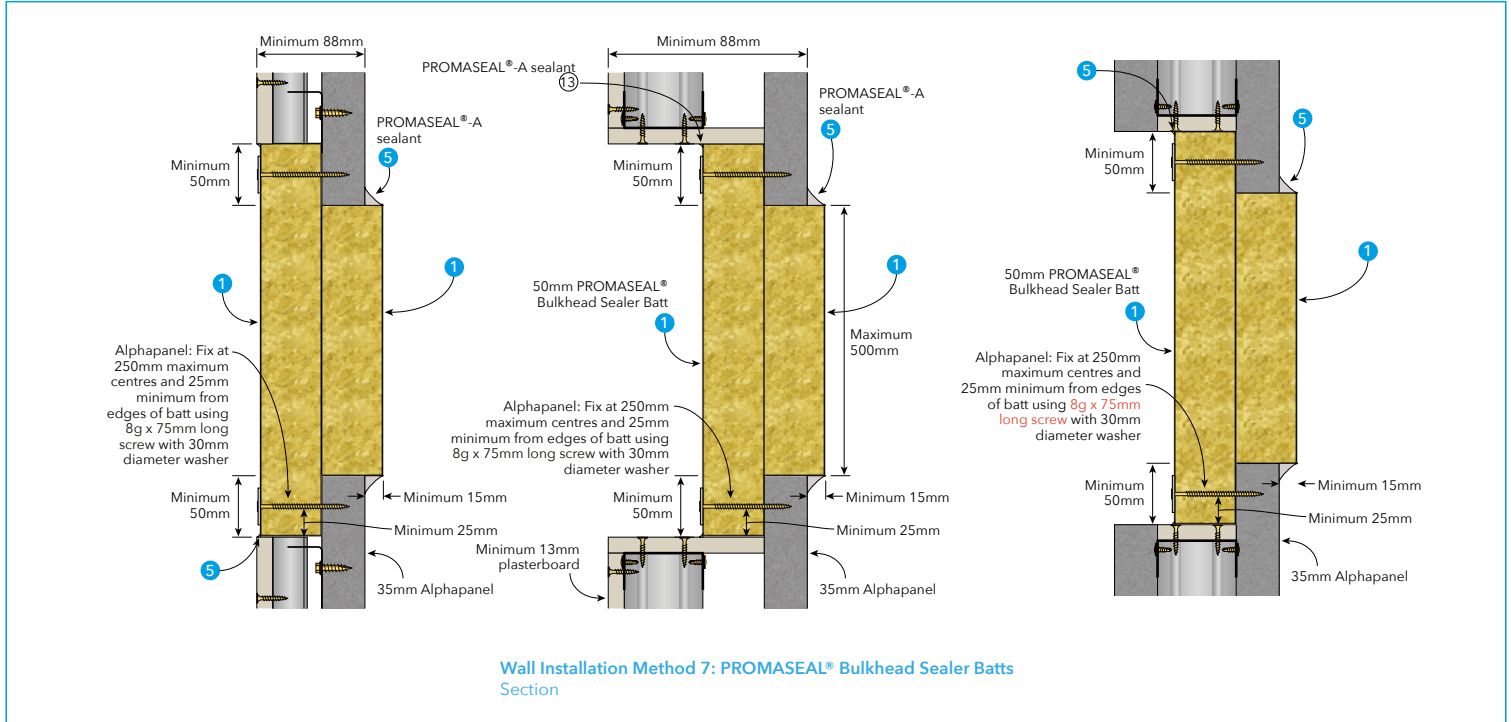 Minimum 88mm
PROMASEAL®-A
sealant
5
Minimum
50mm
1
1
Alphapanel: Fix at
250mm maximum
centres and 25mm
minimum from
edges of batt using
8g x 75mm long
screw with 30mm
diameter washer
Minimum
50mm
Minimum 15mm
Minimum 25mm
5
35mm Alphapanel
Minimum 88mm
PROMASEAL®-A sealant
13
PROMASEAL®-A
sealant
5
Minimum
50mm
1
50mm PROMASEAL®
Bulkhead Sealer Batt
1
Maximum
500mm
Alphapanel: Fix at 250mm
maximum centres and 25mm
minimum from edges of batt using
8g x 75mm long screw with 30mm
diameter washer
Minimum
50mm
Minimum 15mm
Minimum 25mm
Minimum 13mm
plasterboard
35mm Alphapanel
5
5
Minimum
50mm
1
50mm PROMASEAL®
Bulkhead Sealer Batt
1
Alphapanel: Fix at 250mm
maximum centres and
25mm minimum from edges
of batt using 8g x 75mm
long screw with 30mm
diameter washer
Minimum
50mm
Minimum 15mm
Minimum 25mm
35mm Alphapanel
Wall Installation Method 7: PROMASEAL® Bulkhead Sealer Batts
Section